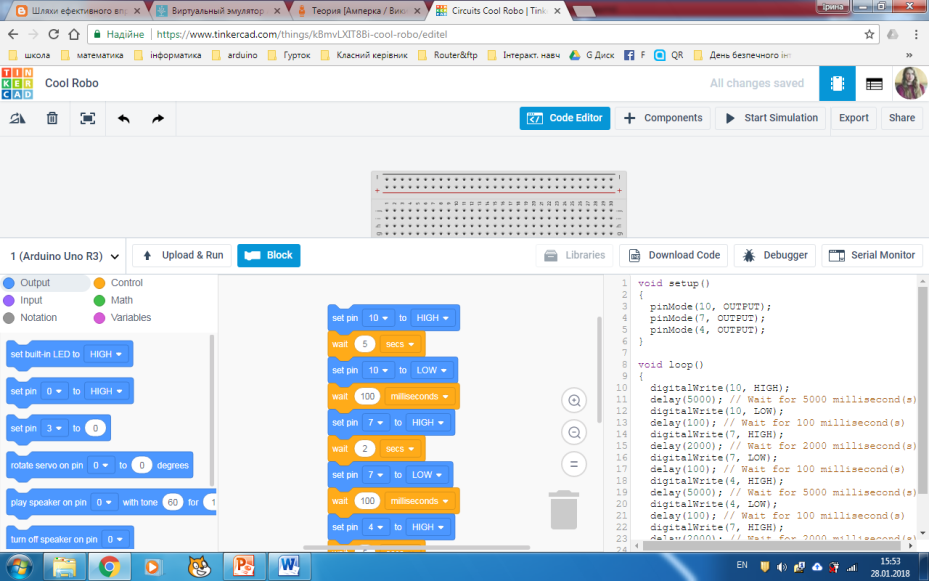 Шляхи ефективного впр
Виртуальный эмулятор
Теория [Амперка / Вики
Circuits Cool Robo | Tink
Ірина
Надійне | https://www.tinkercad.com/things/kBmvLXIT8Bi-cool-robo/editel
школа математика інформатика arduino Гурток Класний керівник Router&ftp Інтеракт. навч G Диск F QR День безпечного інт
TINKERCAD Cool Robo All changes saved
Code Editor Components Start Simulation Export Share
1 (Arduino Uno R3) Upload & Run Block Libraries Download Code Debugger Serial Monitor
Output Control
Input Math
Notation Variables
set built-in LED to HIGH
set pin 0 to HIGH
set pin 3 to 0
rotate servo on pin 0 to 0 degrees
play speaker on pin 0 with tone 60 for 1
turn off speaker on pin 0
set pin 10 to HIGH
wait 5 secs
set pin 10 to LOW
wait 100 milliseconds
set pin 7 to HIGH
wait 2 secs
set pin 7 to LOW
wait 100 milliseconds
set pin 4 to HIGH
1 void setup()
2 {
3 pinMode(10, OUTPUT);
4 pinMode(7, OUTPUT);
5 pinMode(4, OUTPUT);
6 }
7
8 void loop()
9 {
10 digitalWrite(10, HIGH);
11 delay(5000); // Wait for 5000 millisecond(s)
12 digitalWrite(10, LOW);
13 delay(100); // Wait for 100 millisecond(s)
14 digitalWrite(7, HIGH);
15 delay(2000); // Wait for 2000 millisecond(s)
16 digitalWrite(7, LOW);
17 delay(100); // Wait for 100 millisecond(s)
18 digitalWrite(4, HIGH);
19 delay(5000); // Wait for 5000 millisecond(s)
20 digitalWrite(4, LOW);
21 delay(100); // Wait for 100 millisecond(s)
22 digitalWrite(7, HIGH);
23 delay(2000); // Wait for 2000 millisecond(s)
24
EN 15:53
28.01.2018